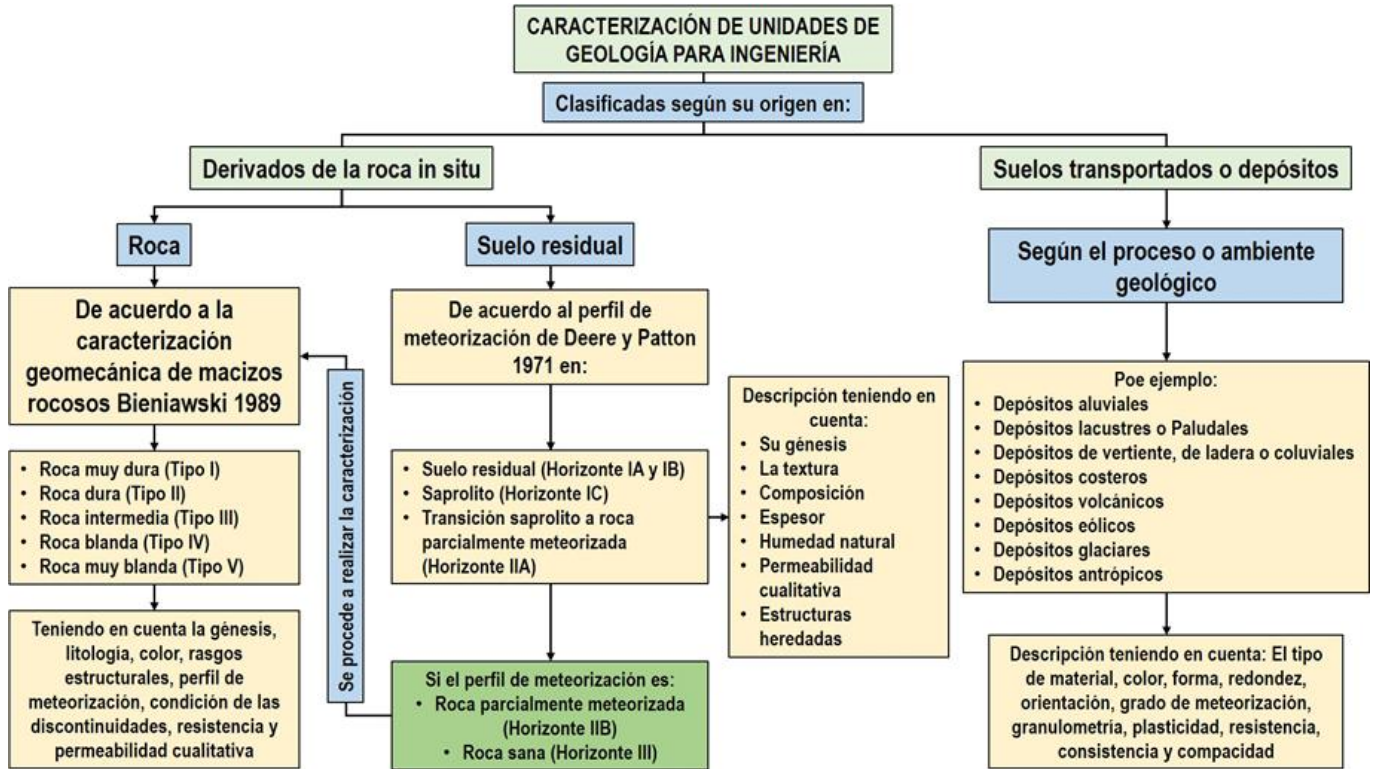 CARACTERIZACIÓN DE UNIDADES DE
GEOLOGÍA PARA INGENIERÍA
Clasificadas según su origen en:
Derivados de la roca in situ
Suelos transportados o depósitos
Roca
Suelo residual
Según el proceso o ambiente
geológico
De acuerdo a la
caracterización
geomecánica de macizos
rocosos Bieniawski 1989
De acuerdo al perfil de
meteorización de Deere y Patton
1971 en:
Se procede a realizar la caracterización
• Roca muy dura (Tipo I)
• Roca dura (Tipo II)
• Roca intermedia (Tipo III)
• Roca blanda (Tipo IV)
• Roca muy blanda (Tipo V)
• Suelo residual (Horizonte IA y IB)
• Saprolito (Horizonte IC)
• Transición saprolito a roca
parcialmente meteorizada
(Horizonte IIA)
Descripción teniendo en
cuenta:
• Su génesis
• La textura
• Composición
• Espesor
• Humedad natural
• Permeabilidad
cualitativa
• Estructuras
heredadas
Poe ejemplo:
• Depósitos aluviales
• Depósitos lacustres o Paludales
• Depósitos de vertiente, de ladera o coluviales
• Depósitos costeros
• Depósitos volcánicos
• Depósitos eólicos
• Depósitos glaciares
• Depósitos antrópicos
Teniendo en cuenta la génesis,
litología, color, rasgos
estructurales, perfil de
meteorización, condición de las
discontinuidades, resistencia y
permeabilidad cualitativa
Si el perfil de meteorización es:
• Roca parcialmente meteorizada
(Horizonte IIB)
• Roca sana (Horizonte III)
Descripción teniendo en cuenta: El tipo
de material, color, forma, redondez,
orientación, grado de meteorización,
granulometría, plasticidad, resistencia,
consistencia y compacidad